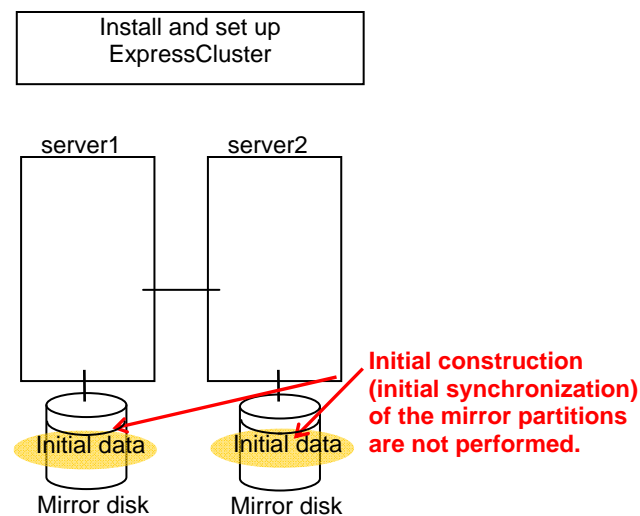 Install and set up
ExpressCluster
server1
server2
Initial construction
(initial synchronization)
of the mirror partitions
are not performed.
Initial data
Initial data
Mirror disk
Mirror disk